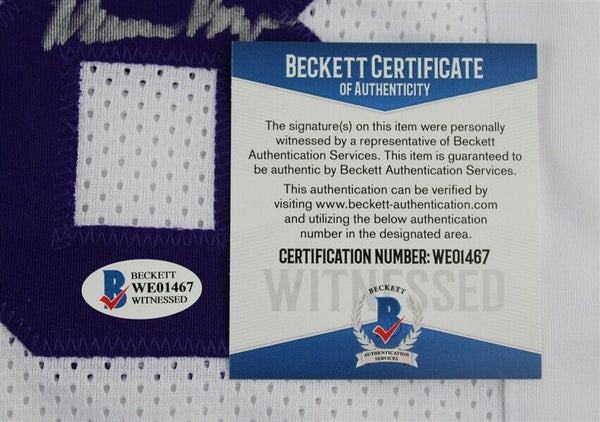 BECKETT CERTIFICATE
OF AUTHENTICITY
The signature(s) on this item were personally
witnessed by a representative of Beckett
Authentication Services. This item is guaranteed to
be authentic by Beckett Authentication Services.
This authentication can be verified by
visiting www.beckett-authentication.com
and utilizing the below authentication
number in the designated area.
CERTIFICATION NUMBER: WE01467
WITNESSED
BECKETT
B
AUTHENTICATION
SERVICES
BECKETT
B
WE01467
WITNESSED